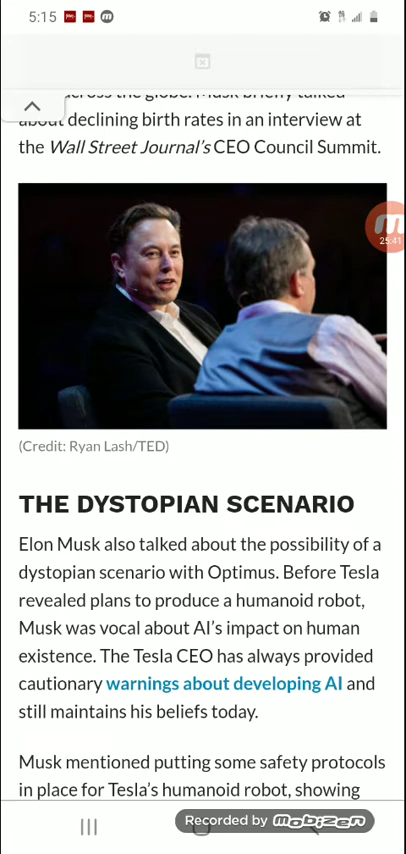 5:15
about declining birth rates in an interview at
the Wall Street Journal's CEO Council Summit.
25:41
(Credit: Ryan Lash/TED)
THE DYSTOPIAN SCENARIO
Elon Musk also talked about the possibility of a
dystopian scenario with Optimus. Before Tesla
revealed plans to produce a humanoid robot,
Musk was vocal about AI's impact on human
existence. The Tesla CEO has always provided
cautionary warnings about developing AI and
still maintains his beliefs today.
Musk mentioned putting some safety protocols
in place for Tesla's humanoid robot, showing
Recorded by mobizen